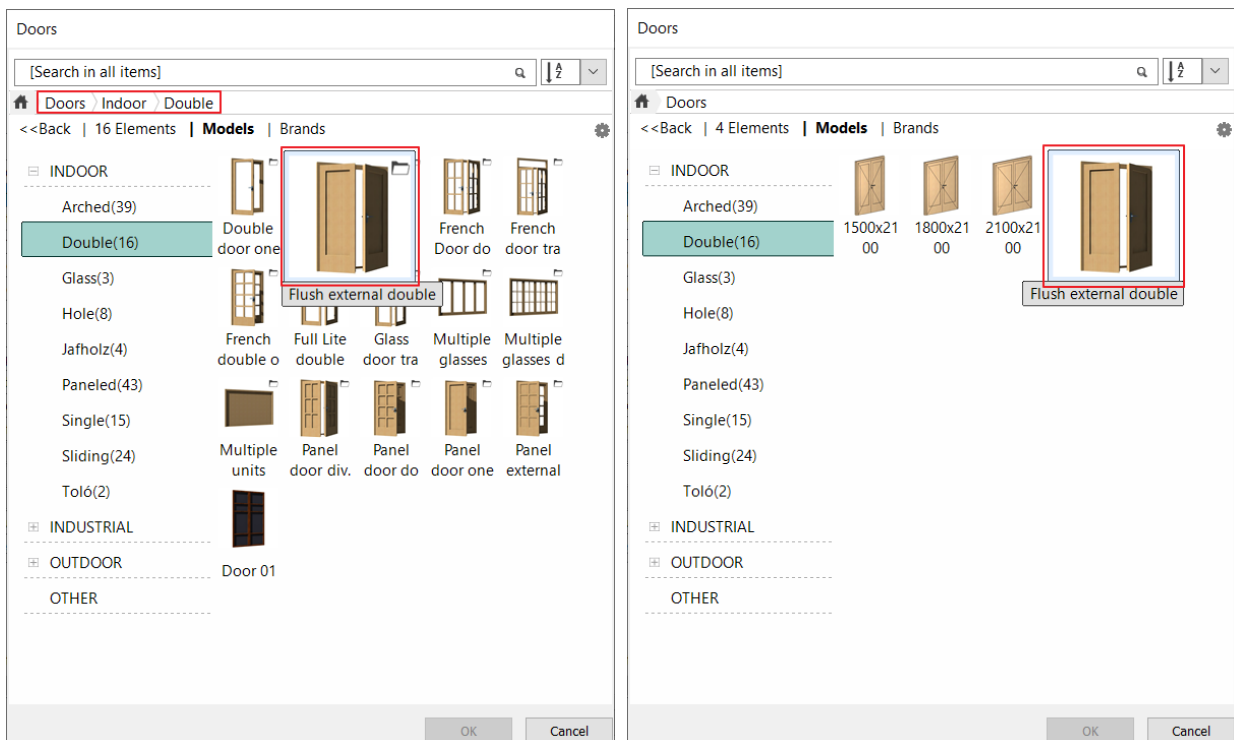 Doors
[Search in all items]
Doors Indoor Double
<<Back | 16 Elements | Models | Brands
INDOOR
Arched(39)
Double(16)
Glass(3)
Hole(8)
Jafholz(4)
Paneled(43)
Single(15)
Sliding(24)
Toló(2)
INDUSTRIAL
OUTDOOR
OTHER
Double
door one
Flush external double
French
Door do
French
door tra
French
double o
Full Lite
double
Glass
door tra
Multiple
glasses
Multiple
glasses d
Multiple
units
Panel
door div.
Panel
door do
Panel
door one
Panel
external
Door 01
OK Cancel
Doors
[Search in all items]
Doors
<<Back | 4 Elements | Models | Brands
INDOOR
Arched(39)
Double(16)
Glass(3)
Hole(8)
Jafholz(4)
Paneled(43)
Single(15)
Sliding(24)
Toló(2)
INDUSTRIAL
OUTDOOR
OTHER
1500x21
00
1800x21
00
2100x21
00
Flush external double
OK Cancel